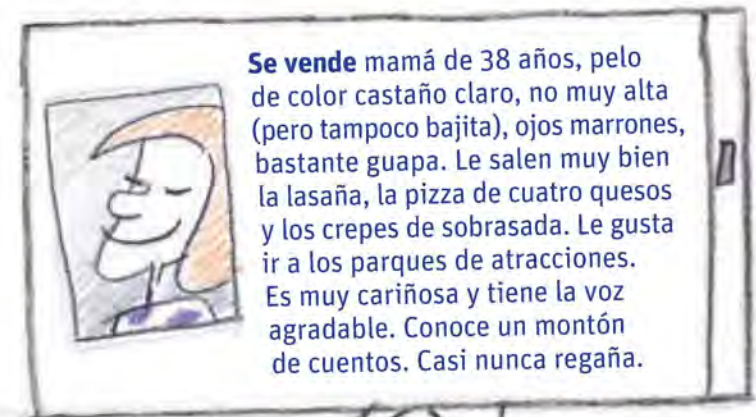 Se vende mamá de 38 años, pelo
de color castaño claro, no muy alta
(pero tampoco bajita), ojos marrones,
bastante guapa. Le salen muy bien
la lasaña, la pizza de cuatro quesos
y los crepes de sobrasada. Le gusta
ir a los parques de atracciones.
Es muy cariñosa y tiene la voz
agradable. Conoce un montón
de cuentos. Casi nunca regaña.